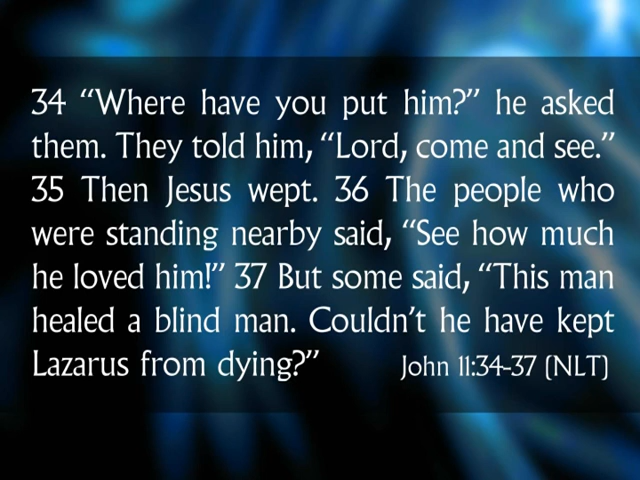 34 “Where have you put him?” he asked
them. They told him, “Lord, come and see.”
35 Then Jesus wept. 36 The people who
were standing nearby said, “See how much
he loved him!” 37 But some said, “This man
healed a blind man. Couldn’t he have kept
Lazarus from dying?” John 11:34-37 (NLT)